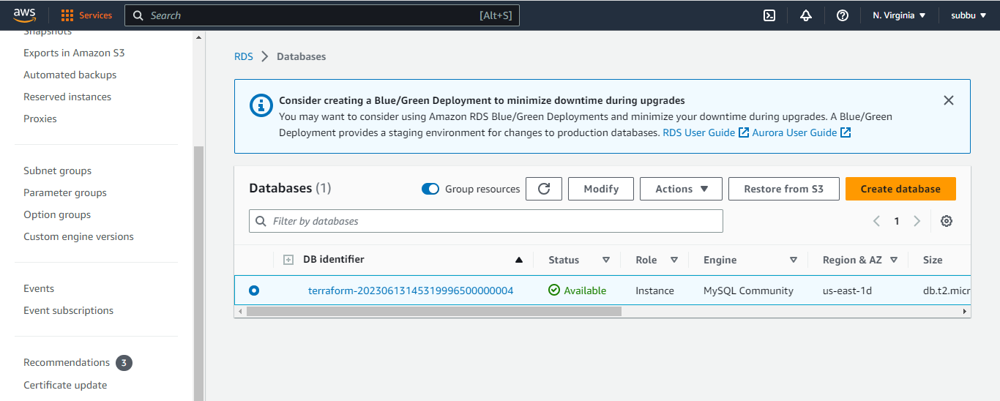 aws
Services
Search
[Alt+S]
N. Virginia
subbu
Snapshots
Exports in Amazon S3
Automated backups
Reserved instances
Proxies
Subnet groups
Parameter groups
Option groups
Custom engine versions
Events
Event subscriptions
Recommendations 3
Certificate update
RDS > Databases
Consider creating a Blue/Green Deployment to minimize downtime during upgrades
You may want to consider using Amazon RDS Blue/Green Deployments and minimize your downtime during upgrades. A Blue/Green
Deployment provides a staging environment for changes to production databases. RDS User Guide Aurora User Guide
Databases (1)
Group resources
Modify
Actions
Restore from S3
Create database
Filter by databases
1
DB identifier Status Role Engine Region & AZ Size
terraform-20230613145319996500000004 Available Instance MySQL Community us-east-1d db.t2.micr